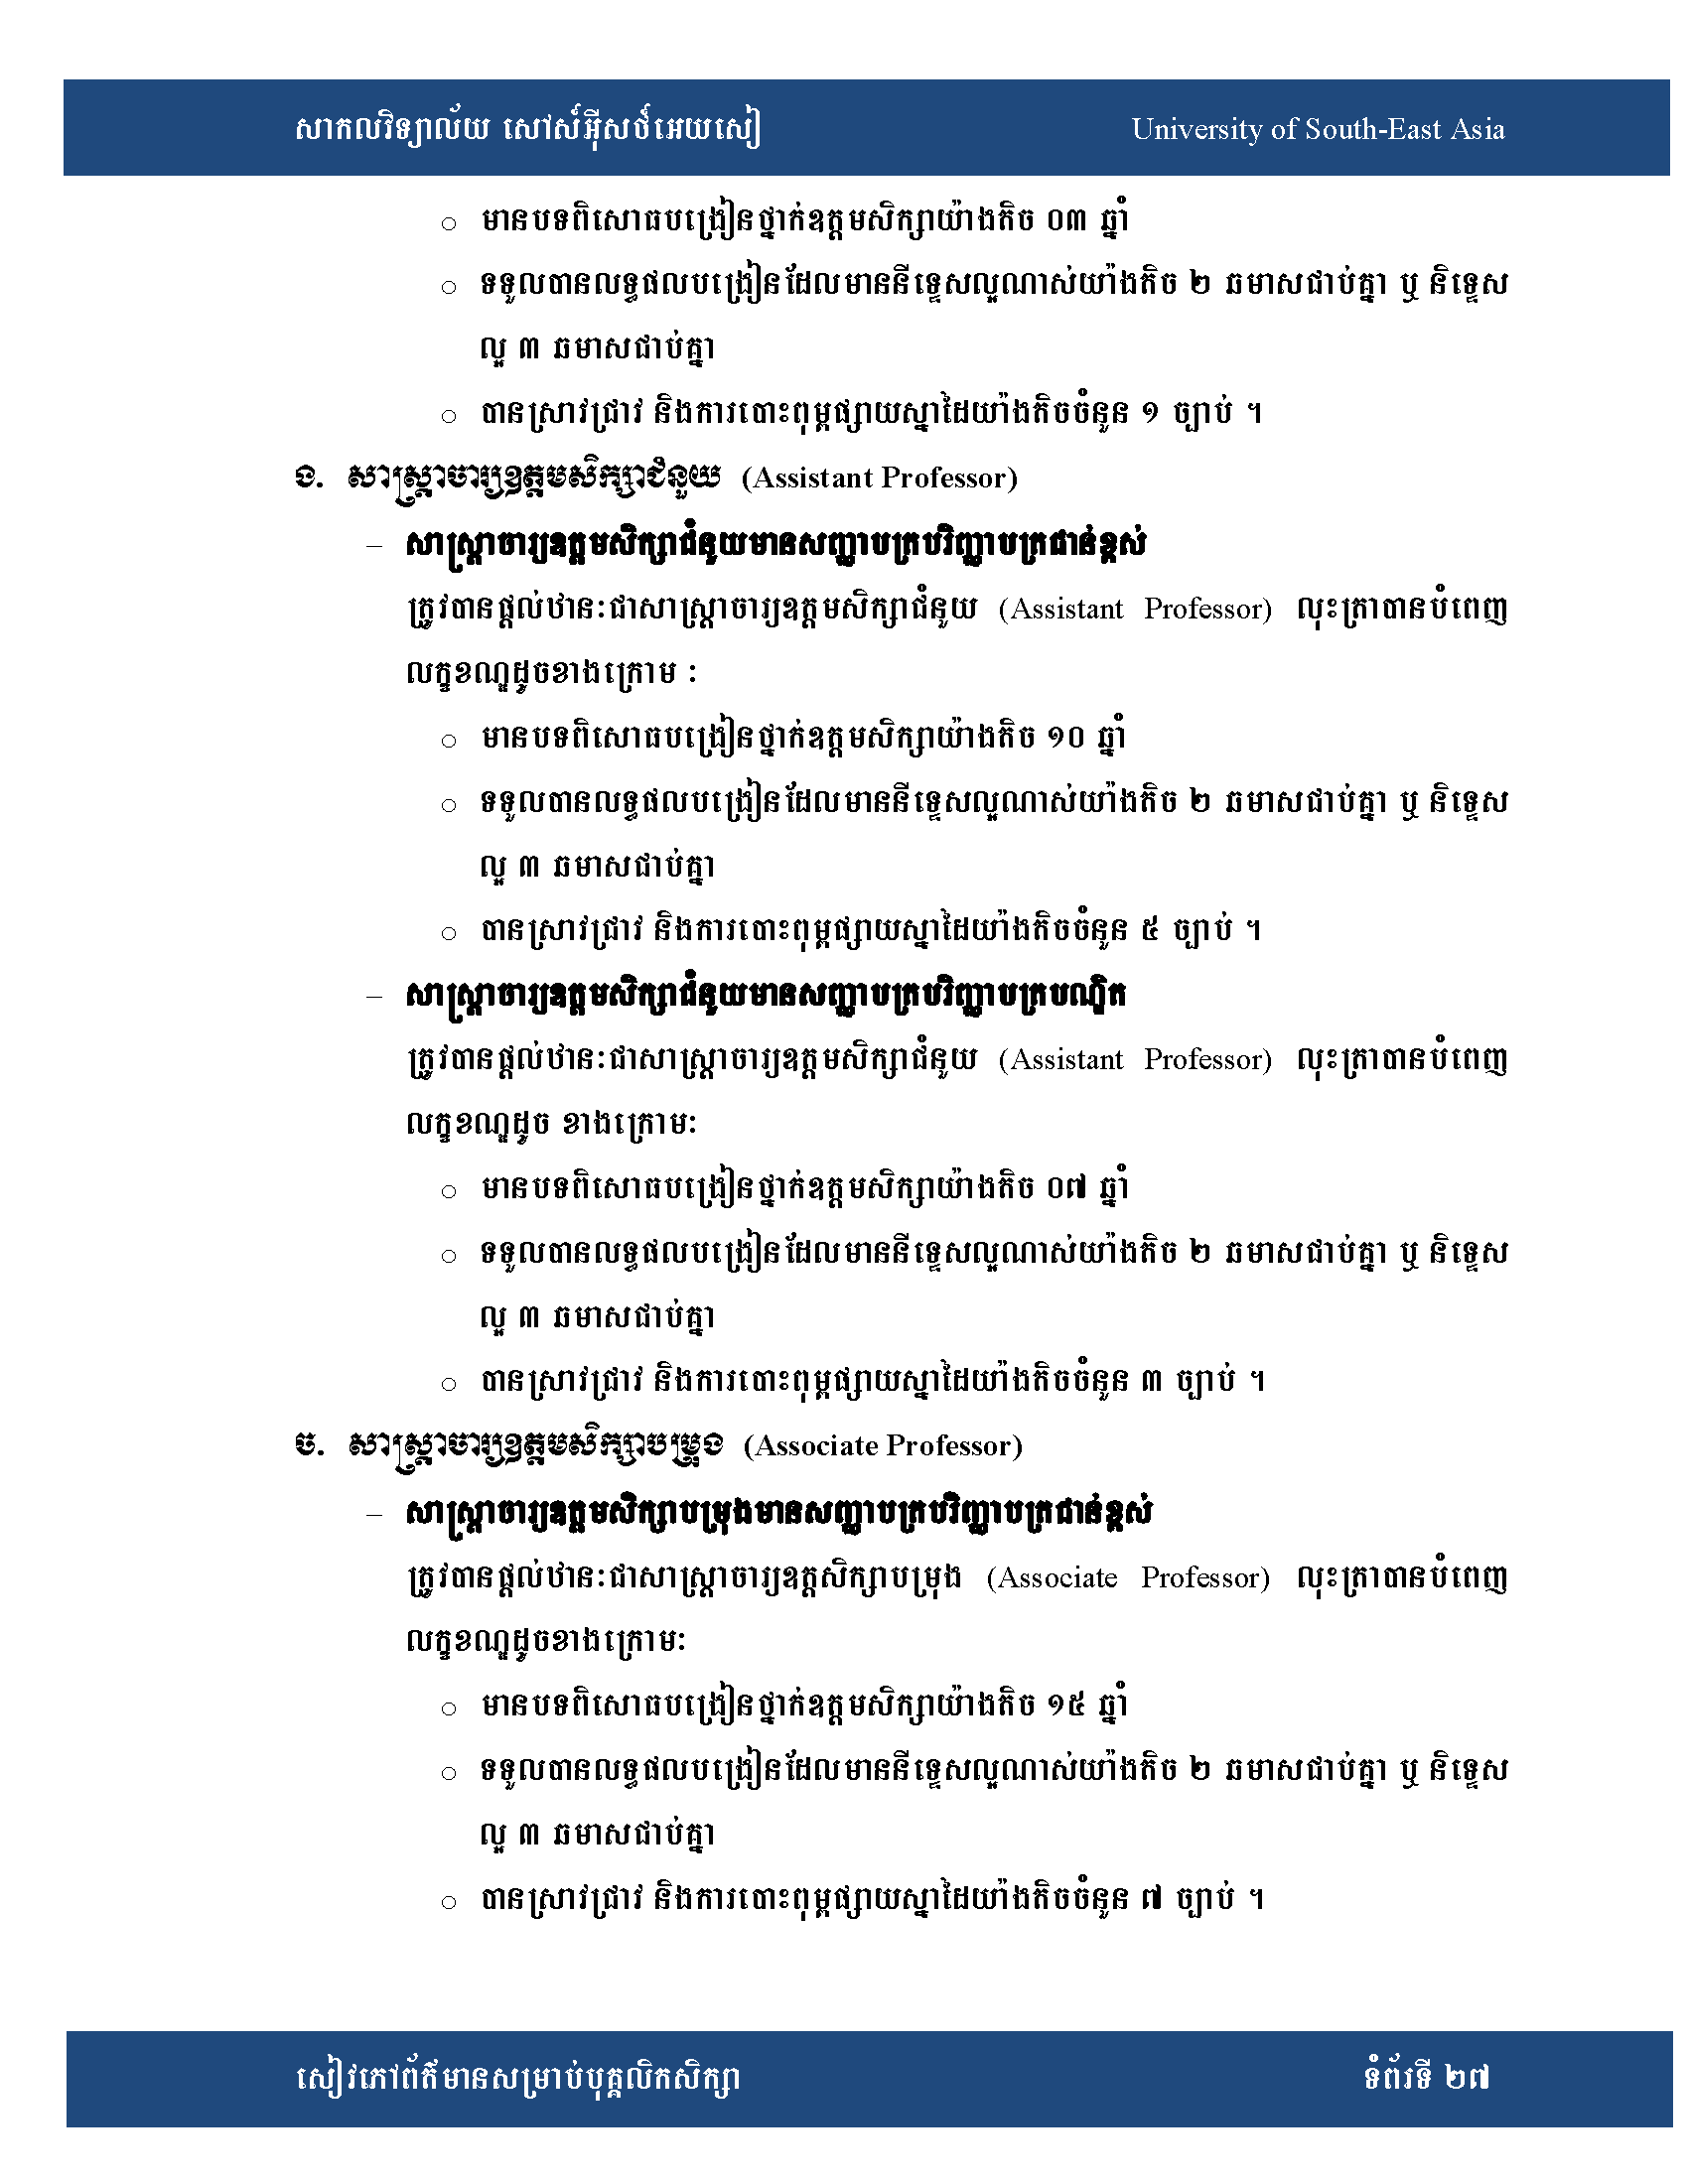 សាកលវិទ្យាល័យ សៅស៍អ៊ីសថ៍អេយសៀ University of South-East Asia
o មានបទពិសោធបង្រៀនថ្នាក់ឧត្តមសិក្សាយ៉ាងតិច ០៣ ឆ្នាំ
o ទទួលបានលទ្ធផលបង្រៀនដែលមាននីទ្ទេសល្អណាស់យ៉ាងតិច ២ ឆមាសជាប់គ្នា ឬ និទ្ទេស
ល្អ ៣ ឆមាសជាប់គ្នា
o បានស្រាវជ្រាវ និងការបោះពុម្ពផ្សាយស្នាដៃយ៉ាងតិចចំនួន ១ ច្បាប់ ។
ង. សាស្ត្រាចារ្យឧត្តមសិក្សាជំនួយ (Assistant Professor)
– សាស្ត្រាចារ្យឧត្តមសិក្សាជំនួយមានសញ្ញាបត្របរិញ្ញាបត្រជាន់ខ្ពស់
ត្រូវបានផ្តល់ឋានៈជាសាស្ត្រាចារ្យឧត្តមសិក្សាជំនួយ (Assistant Professor) លុះត្រាបានបំពេញ
លក្ខខណ្ឌដូចខាងក្រោម ៈ
o មានបទពិសោធបង្រៀនថ្នាក់ឧត្តមសិក្សាយ៉ាងតិច ១០ ឆ្នាំ
o ទទួលបានលទ្ធផលបង្រៀនដែលមាននីទ្ទេសល្អណាស់យ៉ាងតិច ២ ឆមាសជាប់គ្នា ឬ និទ្ទេស
ល្អ ៣ ឆមាសជាប់គ្នា
o បានស្រាវជ្រាវ និងការបោះពុម្ពផ្សាយស្នាដៃយ៉ាងតិចចំនួន ៥ ច្បាប់ ។
– សាស្ត្រាចារ្យឧត្តមសិក្សាជំនួយមានសញ្ញាបត្របរិញ្ញាបត្របណ្ឌិត
ត្រូវបានផ្តល់ឋានៈជាសាស្ត្រាចារ្យឧត្តមសិក្សាជំនួយ (Assistant Professor) លុះត្រាបានបំពេញ
លក្ខខណ្ឌដូច ខាងក្រោមៈ
o មានបទពិសោធបង្រៀនថ្នាក់ឧត្តមសិក្សាយ៉ាងតិច ០៧ ឆ្នាំ
o ទទួលបានលទ្ធផលបង្រៀនដែលមាននីទ្ទេសល្អណាស់យ៉ាងតិច ២ ឆមាសជាប់គ្នា ឬ និទ្ទេស
ល្អ ៣ ឆមាសជាប់គ្នា
o បានស្រាវជ្រាវ និងការបោះពុម្ពផ្សាយស្នាដៃយ៉ាងតិចចំនួន ៣ ច្បាប់ ។
ច. សាស្ត្រាចារ្យឧត្តមសិក្សាបម្រុង (Associate Professor)
– សាស្ត្រាចារ្យឧត្តមសិក្សាបម្រុងមានសញ្ញាបត្របរិញ្ញាបត្រជាន់ខ្ពស់
ត្រូវបានផ្តល់ឋានៈជាសាស្ត្រាចារ្យឧត្តសិក្សាបម្រុង (Associate Professor) លុះត្រាបានបំពេញ
លក្ខខណ្ឌដូចខាងក្រោមៈ
o មានបទពិសោធបង្រៀនថ្នាក់ឧត្តមសិក្សាយ៉ាងតិច ១៥ ឆ្នាំ
o ទទួលបានលទ្ធផលបង្រៀនដែលមាននីទ្ទេសល្អណាស់យ៉ាងតិច ២ ឆមាសជាប់គ្នា ឬ និទ្ទេស
ល្អ ៣ ឆមាសជាប់គ្នា
o បានស្រាវជ្រាវ និងការបោះពុម្ពផ្សាយស្នាដៃយ៉ាងតិចចំនួន ៧ ច្បាប់ ។
សៀវភៅព័ត៌មានសម្រាប់បុគ្គលិកសិក្សា ទំព័រទី ២៧